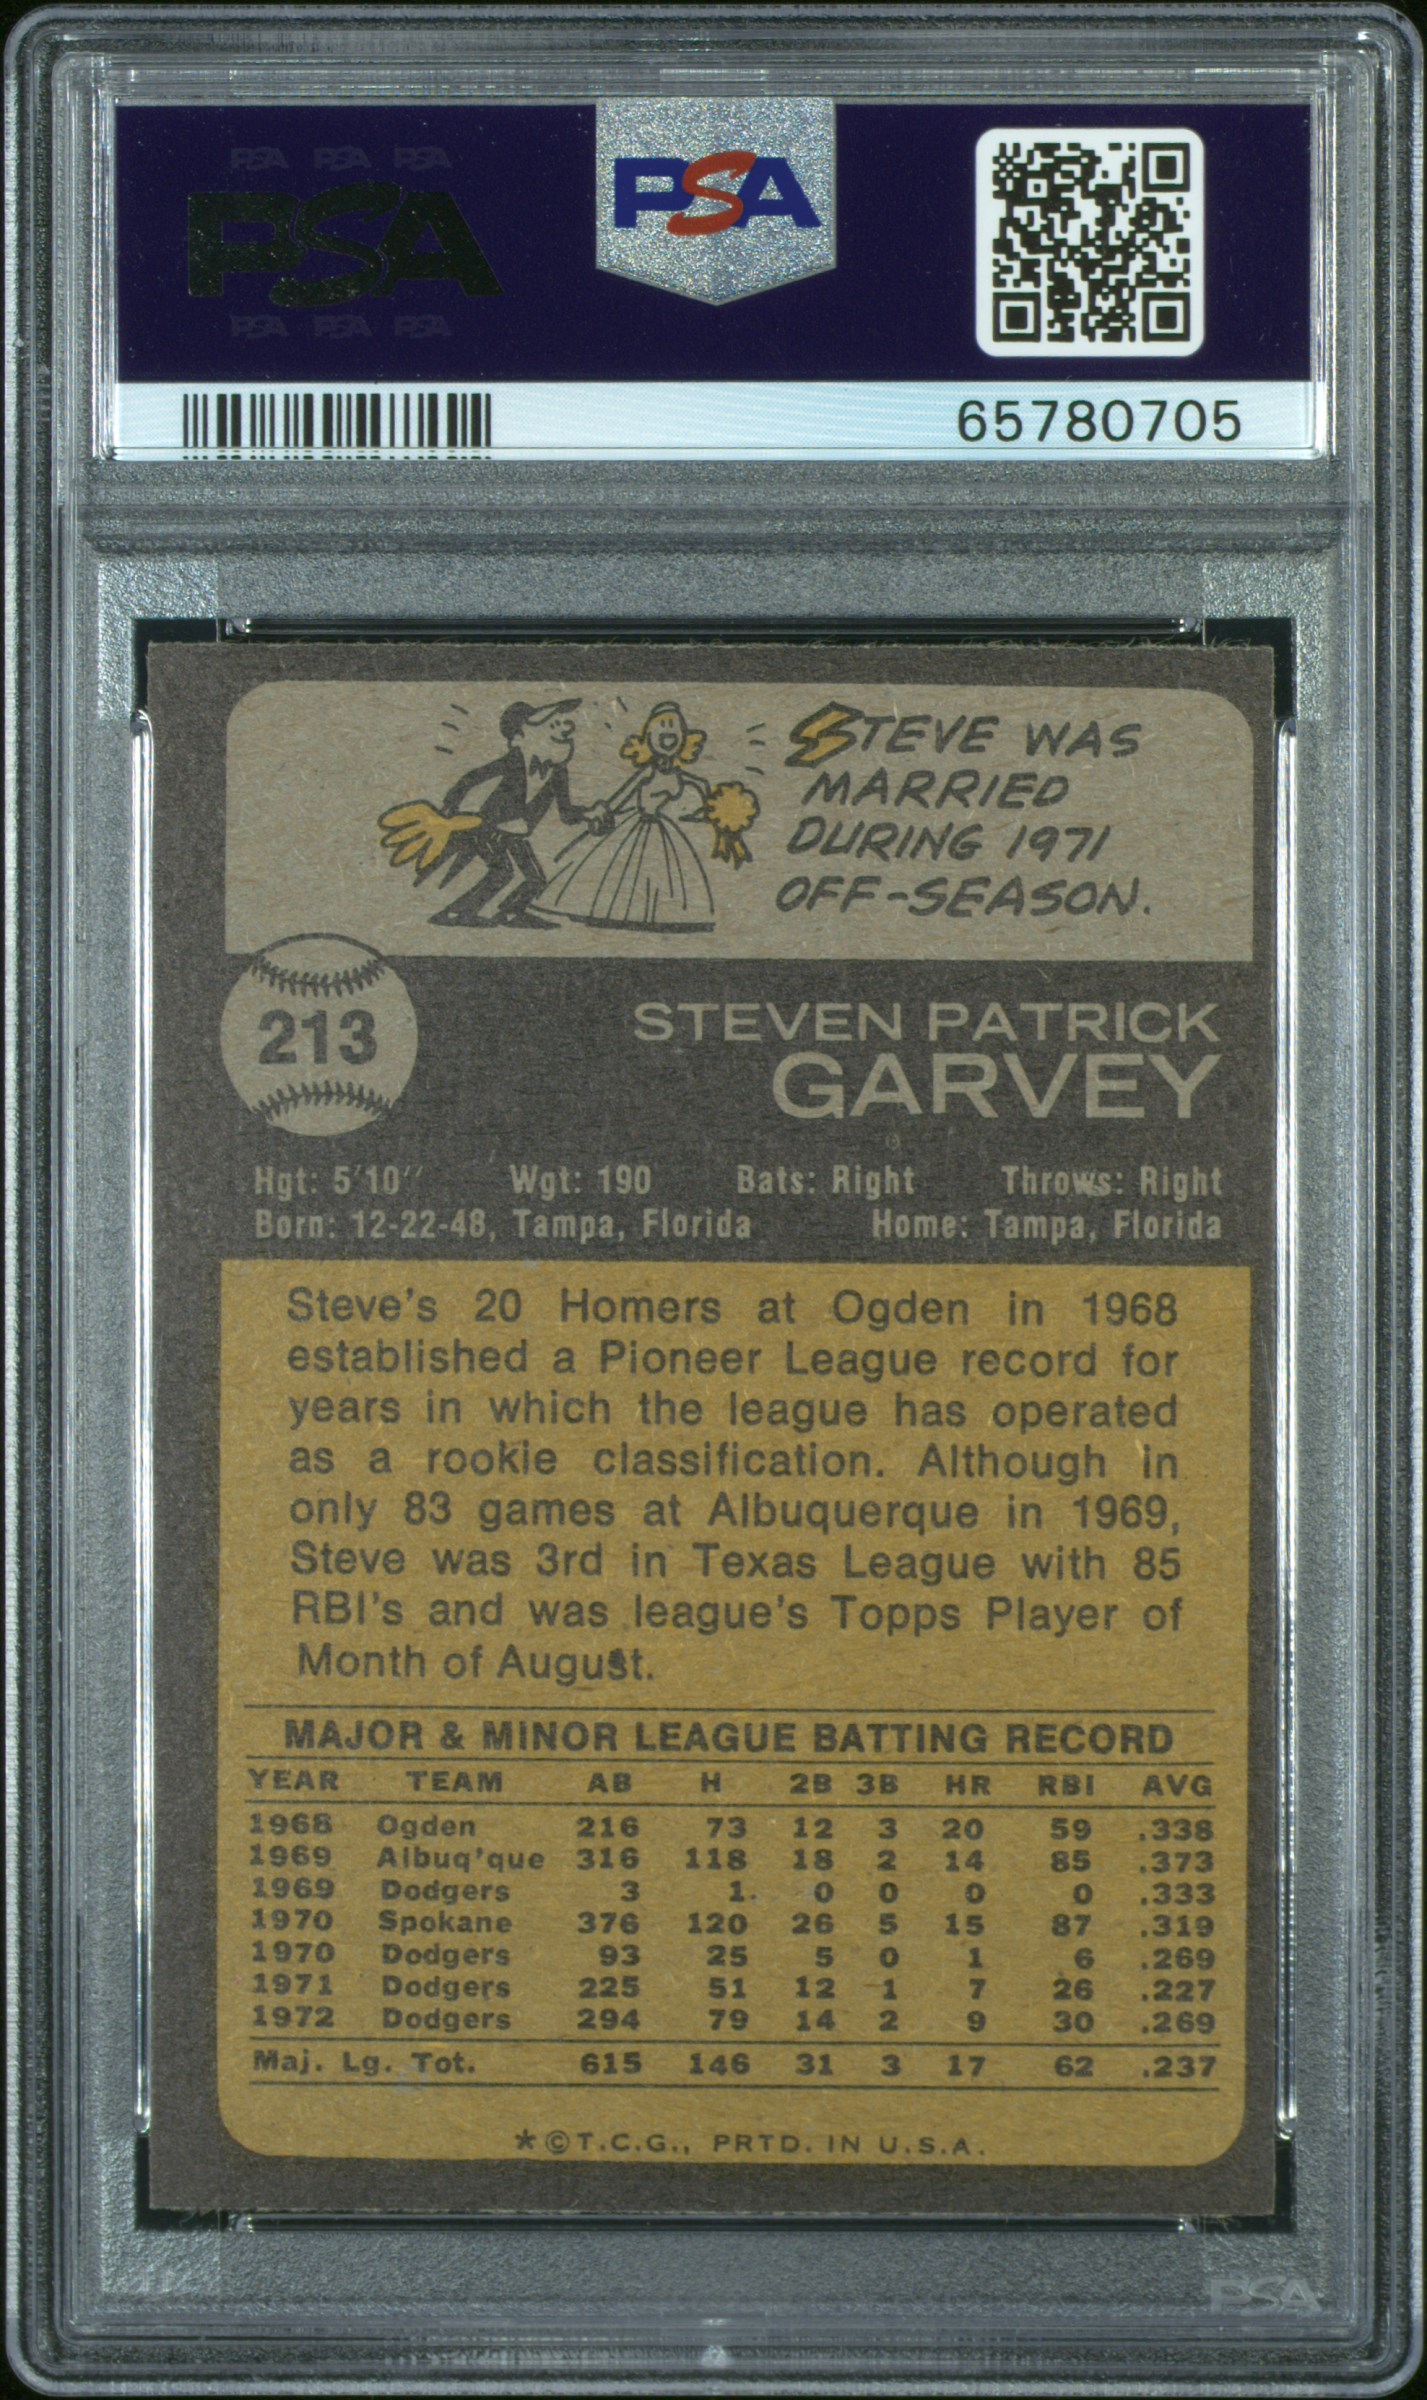 PSA PSA PSA
PSA
PSA PSA PSA
PSA
65780705
STEVE WAS
MARRIED
DURING 1971
OFF-SEASON.
213
STEVEN PATRICK
GARVEY
Hgt: 5'10" Wgt: 190 Bats: Right Throws: Right
Born: 12-22-48, Tampa, Florida Home: Tampa, Florida
Steve's 20 Homers at Ogden in 1968
established a Pioneer League record for
years in which the league has operated
as a rookie classification. Although in
only 83 games at Albuquerque in 1969,
Steve was 3rd in Texas League with 85
RBI's and was league's Topps Player of
Month of August.
MAJOR & MINOR LEAGUE BATTING RECORD
YEAR TEAM AB H 2B 3B HR RBI AVG
1968 Ogden 216 73 12 3 20 59 .338
1969 Albuq'que 316 118 18 2 14 85 .373
1969 Dodgers 3 1 0 0 0 0 .333
1970 Spokane 376 120 26 5 15 87 .319
1970 Dodgers 93 25 5 0 1 6 .269
1971 Dodgers 225 51 12 1 7 26 .227
1972 Dodgers 294 79 14 2 9 30 .269
Maj. Lg. Tot. 615 146 31 3 17 62 .237
*©T.C.G., PRTD. IN U.S.A.
PSA